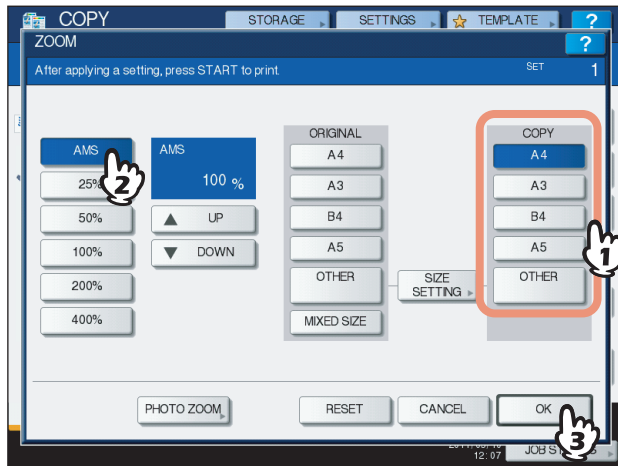 COPY STORAGE SETTINGS TEMPLATE ?
ZOOM ?
After applying a setting, press START to print. SET 1
ORIGINAL COPY
AMS AMS 100 % A4 A4
25% A3 A3
2
50% UP B4 B4
1
100% DOWN A5 A5
200% OTHER SIZE SETTING OTHER
400% MIXED SIZE
PHOTO ZOOM RESET CANCEL OK
3
12:07